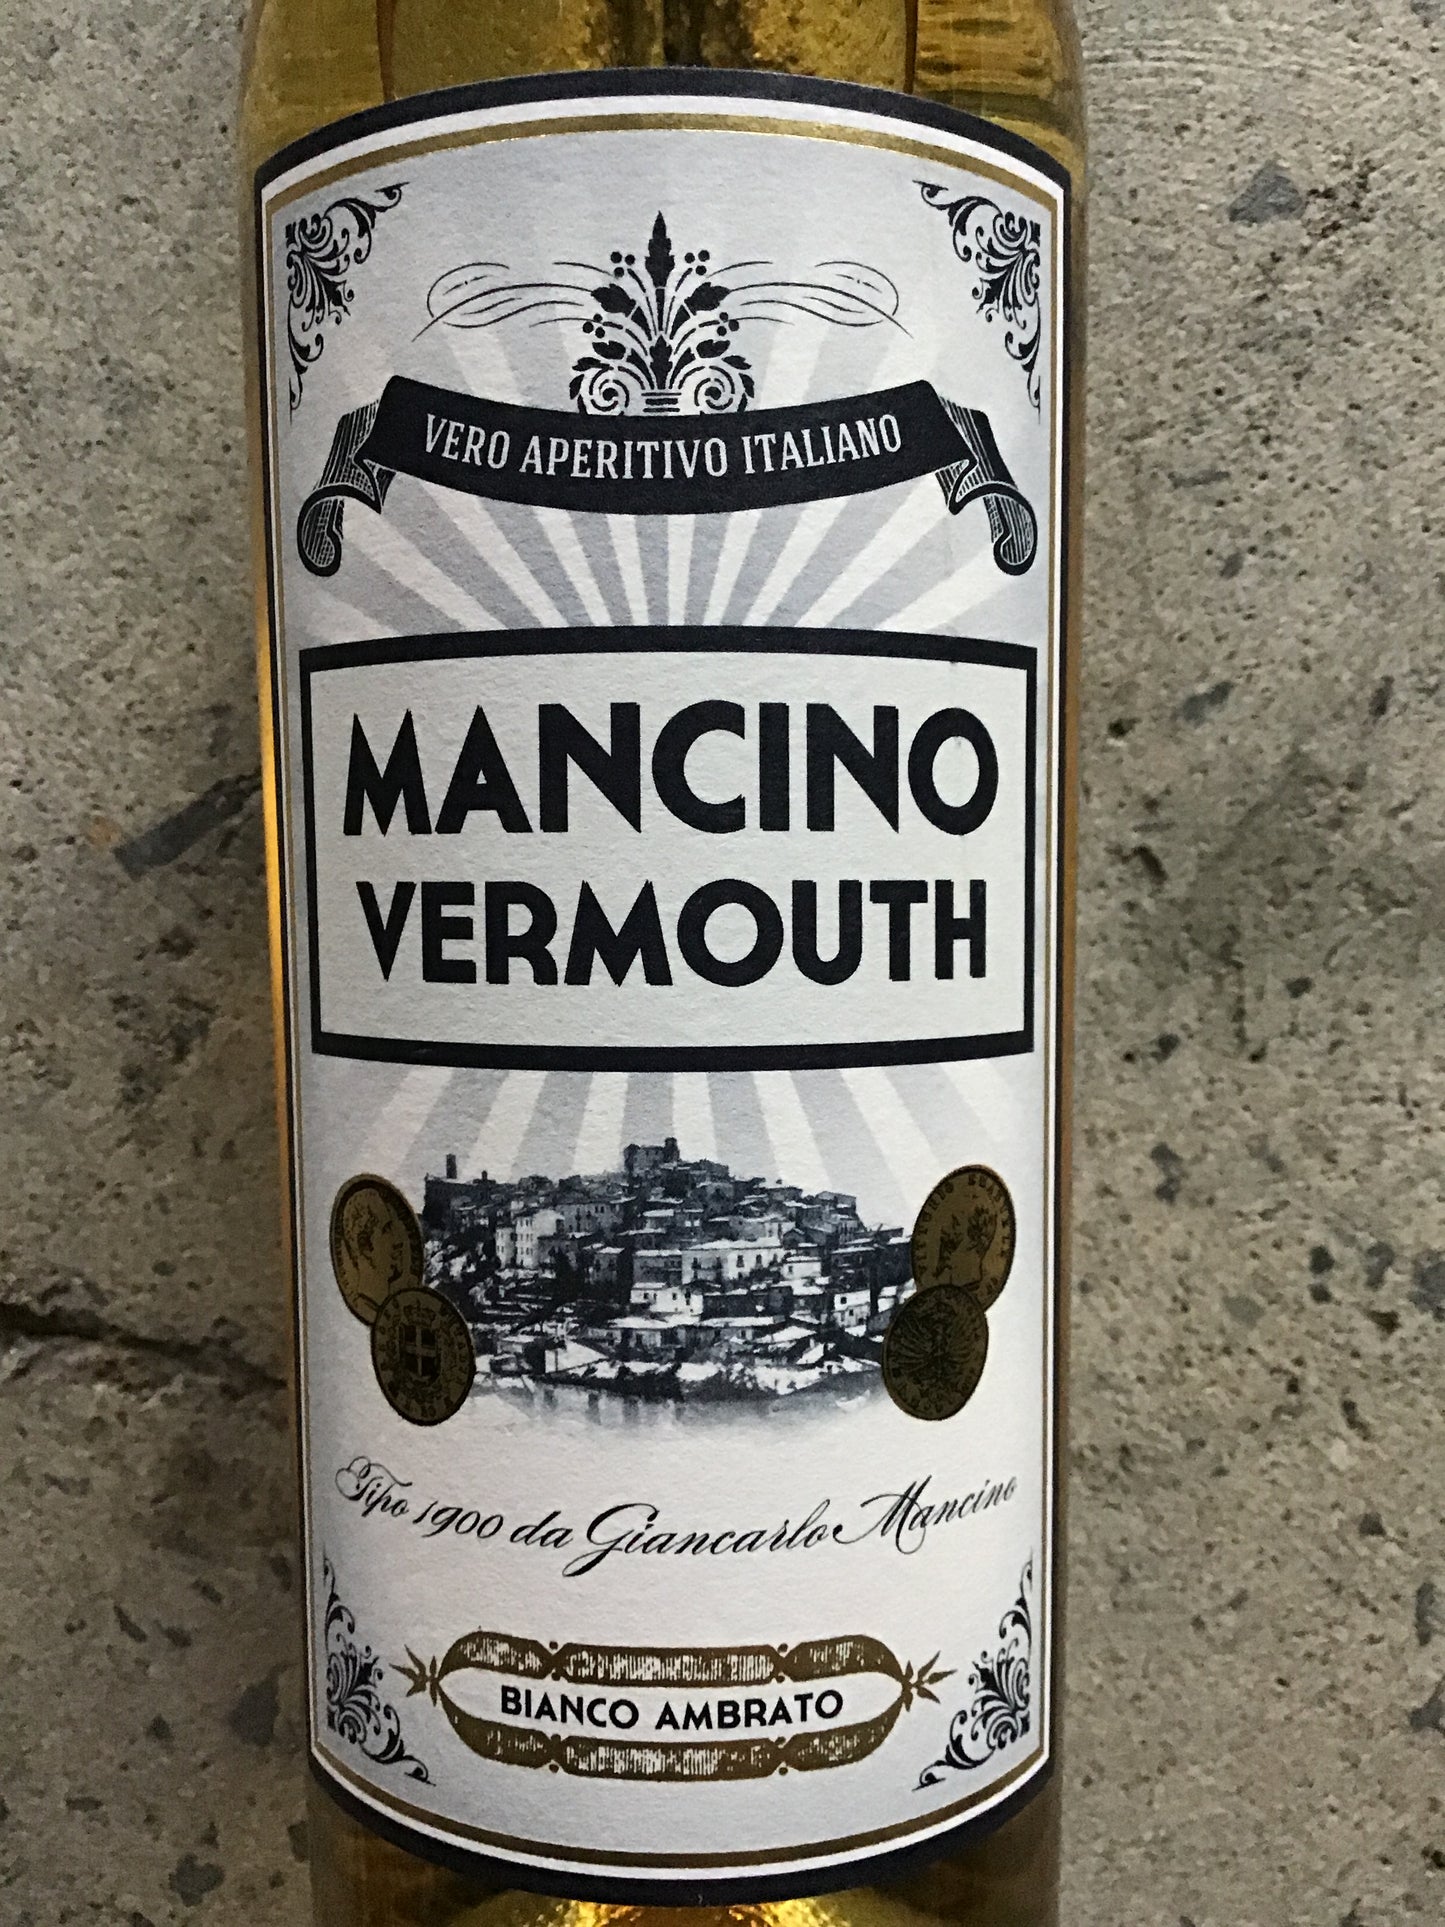 VERO APERITIVO ITALIANO
MANCINO
VERMOUTH
Tipo 1900 da Giancarlo Mancino
BIANCO AMBRATO